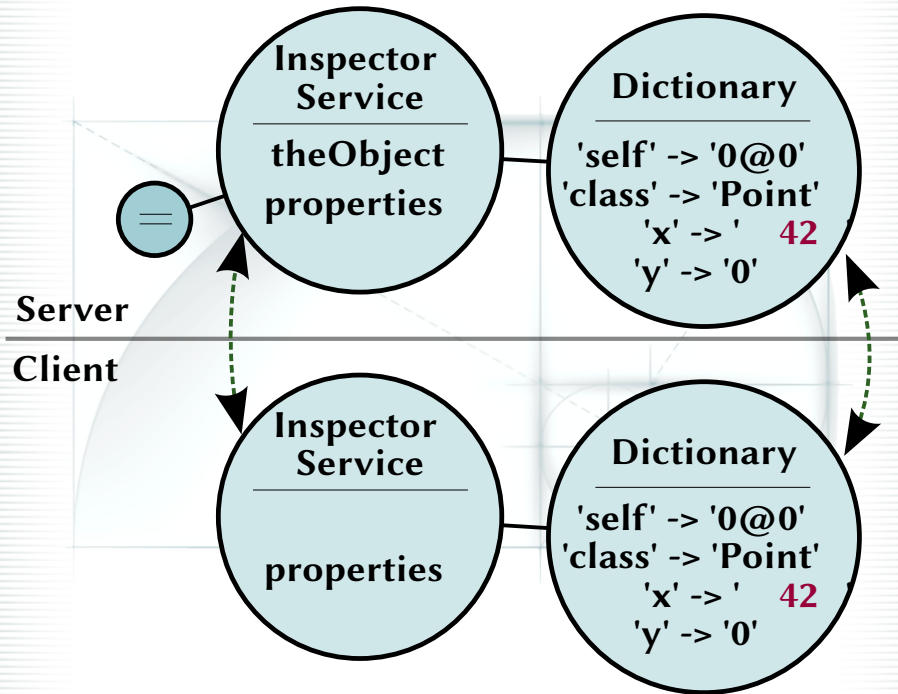 Inspector
Service
theObject
properties
Dictionary
'self' -> '0@0'
'class' -> 'Point'
'x' -> ' 42 '
'y' -> '0'
=
Server
Client
Inspector
Service
properties
Dictionary
'self' -> '0@0'
'class' -> 'Point'
'x' -> ' 42 '
'y' -> '0'